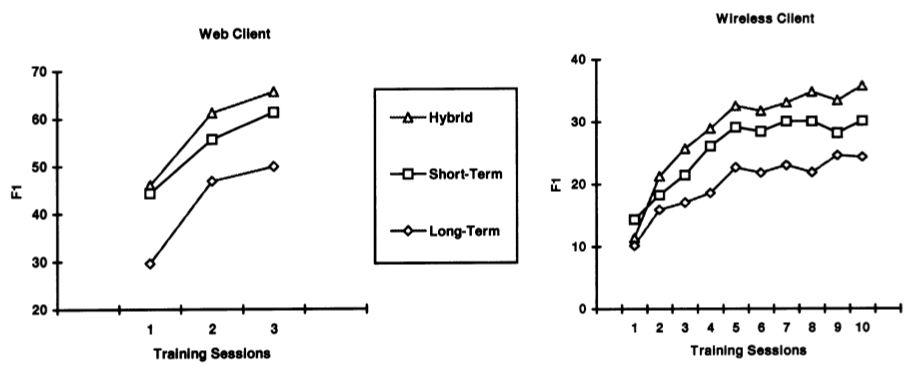 Web Client
70
60
50
40
30
20
F1
1 2 3
Training Sessions
Hybrid
Short-Term
Long-Term
Wireless Client
40
30
20
10
0
F1
1 2 3 4 5 6 7 8 9 10
Training Sessions